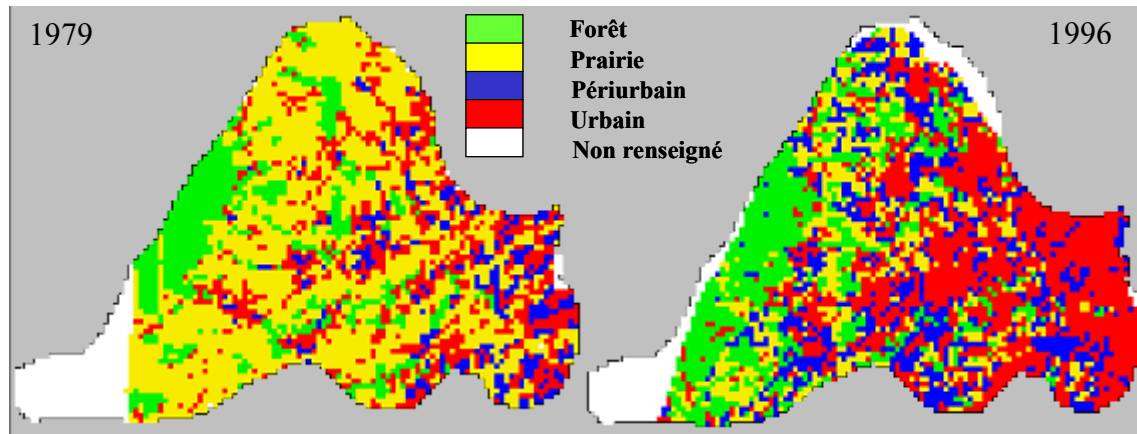 1979
Forêt
Prairie
Périurbain
Urbain
Non renseigné
1996